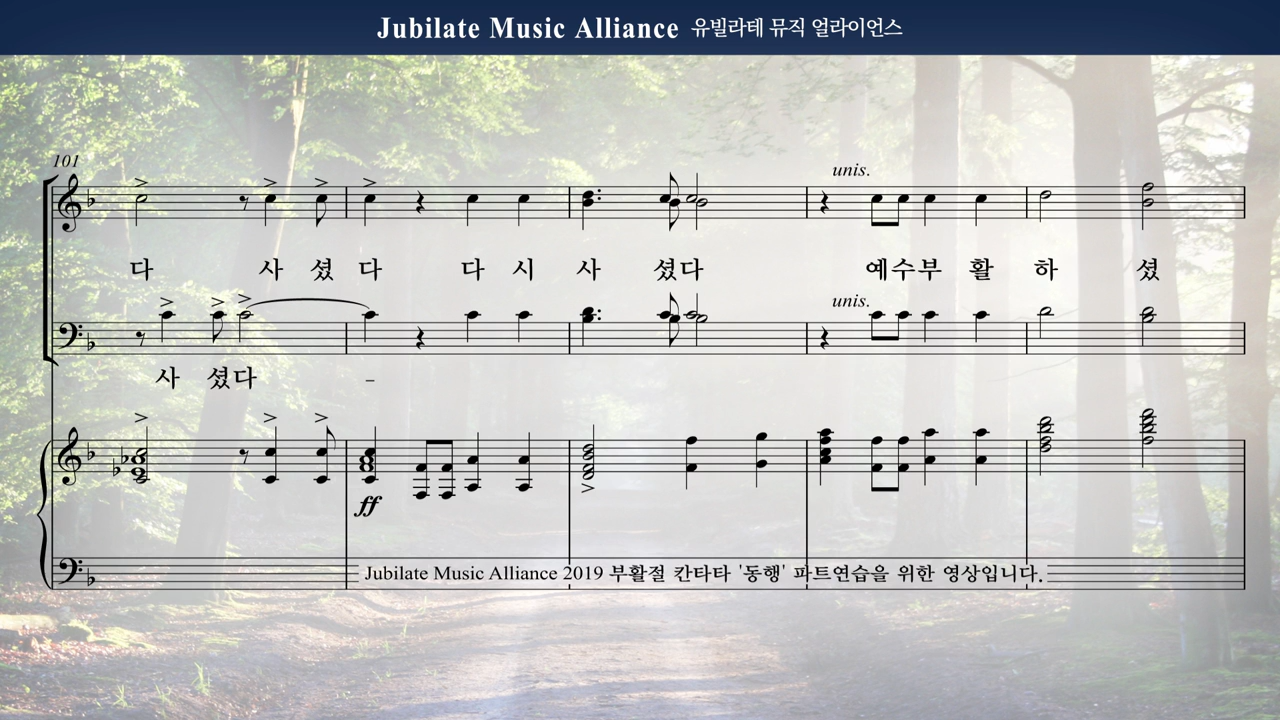 Jubilate Music Alliance 유빌라테 뮤직 얼라이언스
101
unis.
다 사 셨 다 다 시 사 셨다 예수부 활 하 셨
unis.
사 셨다 -
ff
Jubilate Music Alliance 2019 부활절 칸타타 '동행' 파트연습을 위한 영상입니다.